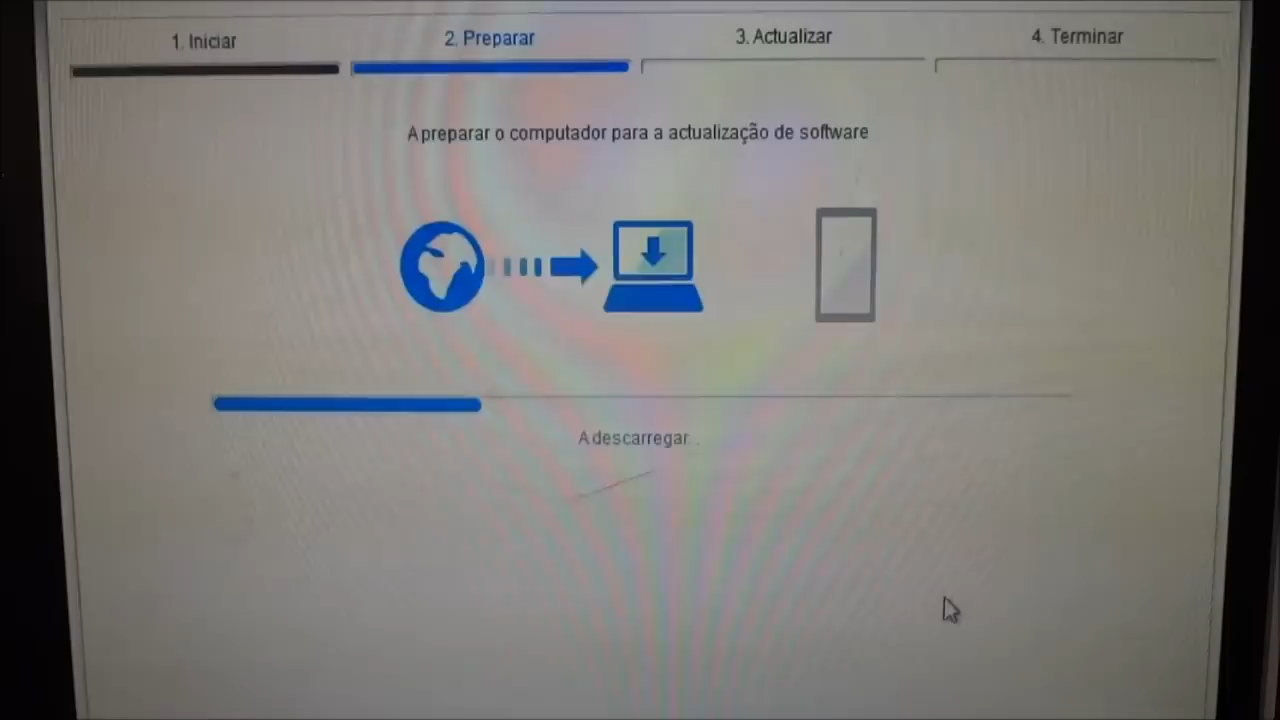 1. Iniciar
2. Preparar
3. Actualizar
4. Terminar
A preparar o computador para a actualização de software
A descarregar...